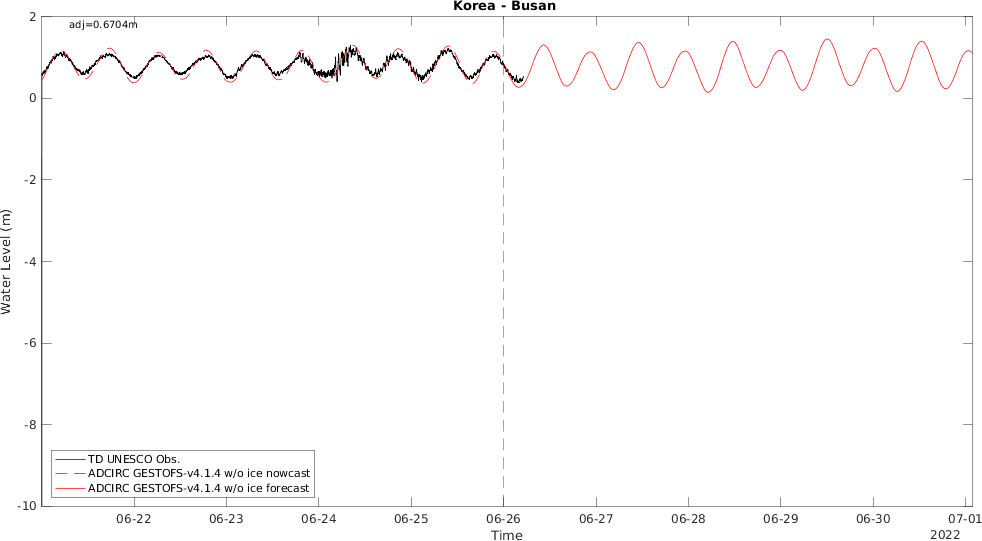 Korea - Busan
adj=0.6704m
2
0
-2
-4
-6
-8
-10
Water Level (m)
TD UNESCO Obs.
ADCIRC GESTOFS-v4.1.4 w/o ice nowcast
ADCIRC GESTOFS-v4.1.4 w/o ice forecast
06-22 06-23 06-24 06-25 06-26 06-27 06-28 06-29 06-30 07-01
Time
2022